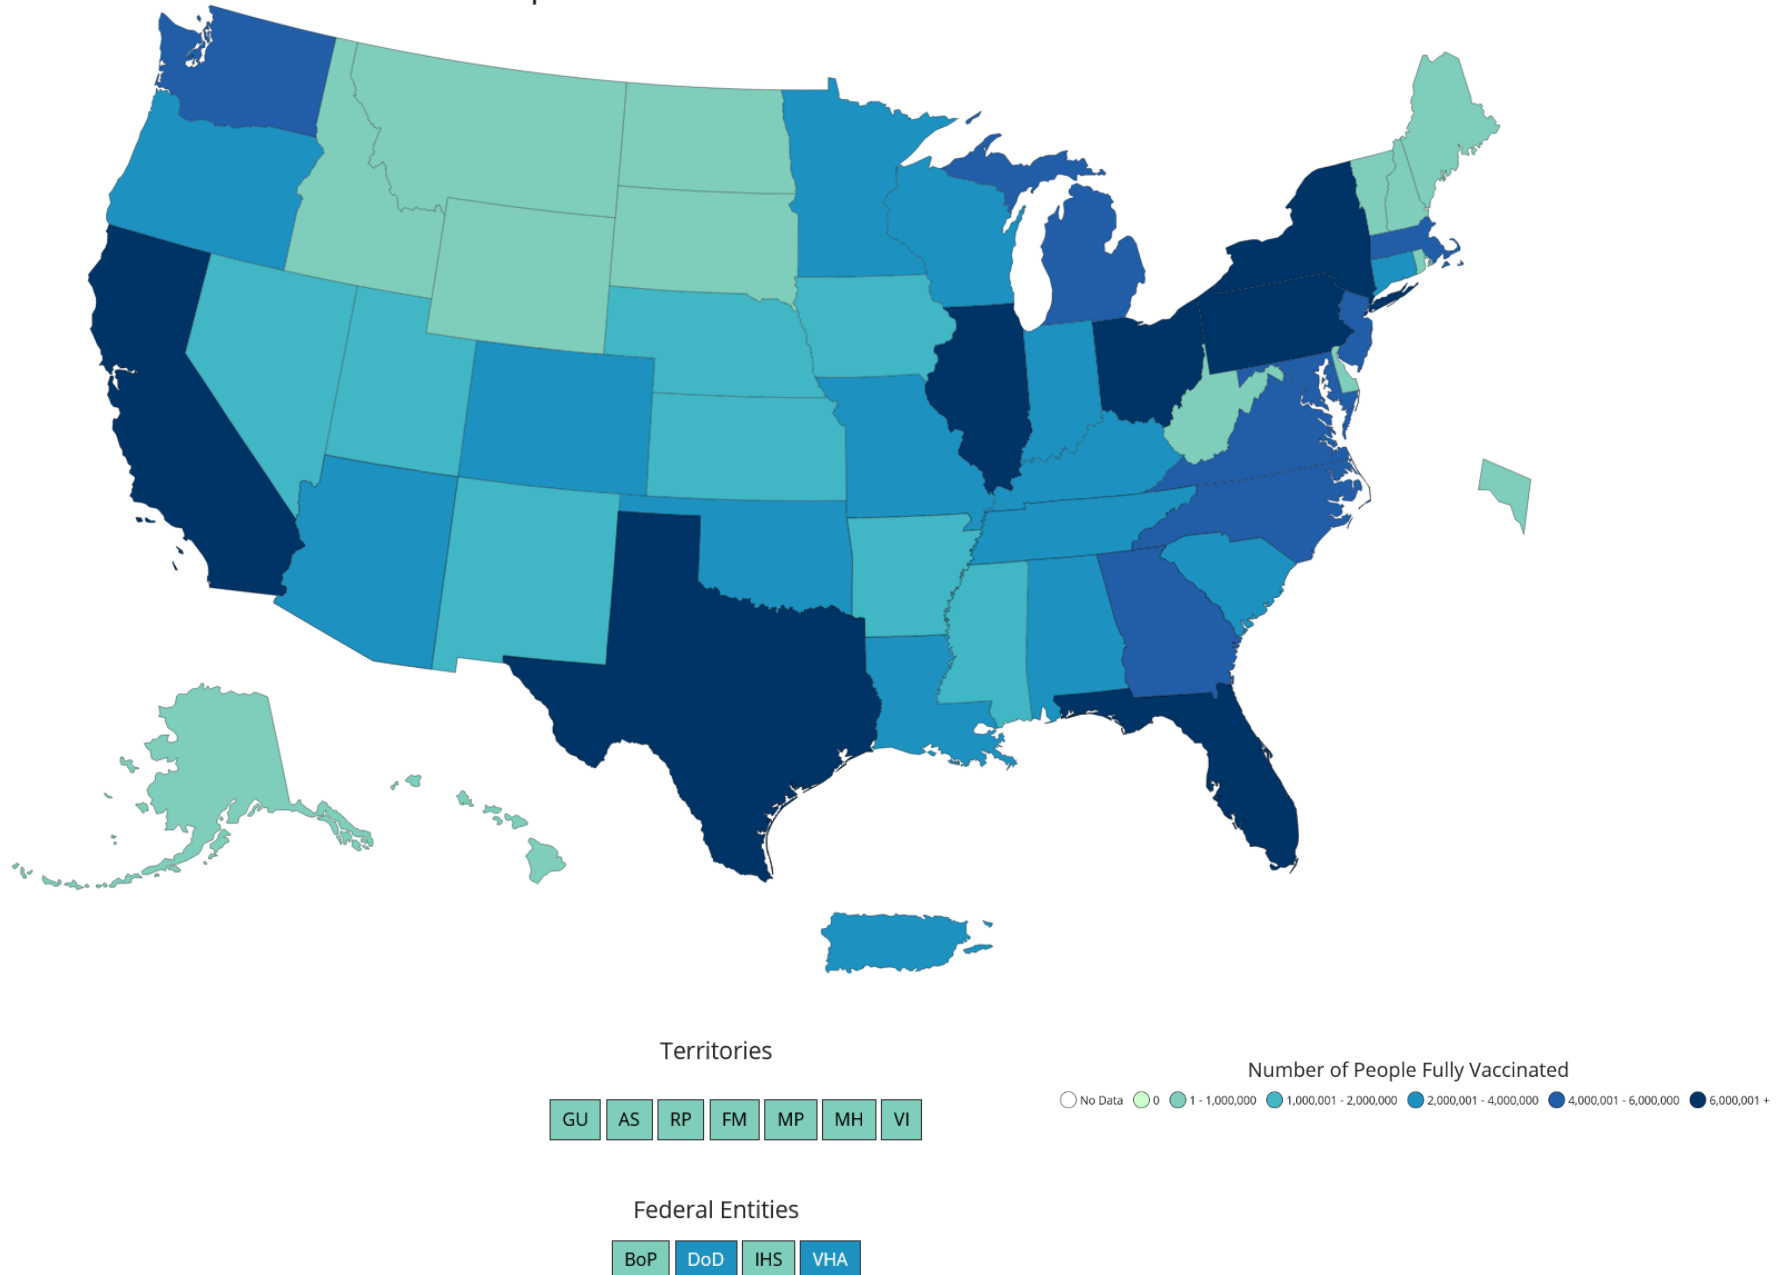 Territories
Number of People Fully Vaccinated
No Data 0 1 - 1,000,000 1,000,001 - 2,000,000 2,000,001 - 4,000,000 4,000,001 - 6,000,000 6,000,001 +
GU AS RP FM MP MH VI
Federal Entities
BoP DoD IHS VHA